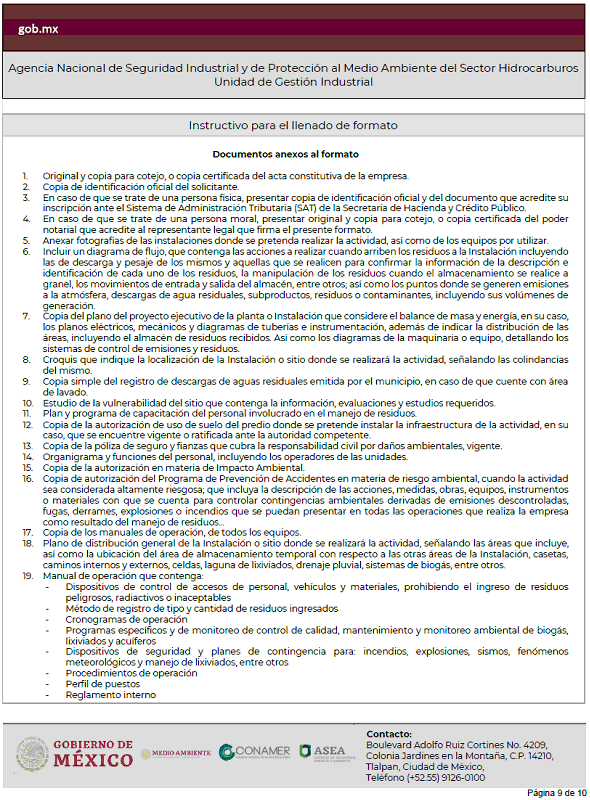 gob.mx
Agencia Nacional de Seguridad Industrial y de Protección al Medio Ambiente del Sector Hidrocarburos
Unidad de Gestión Industrial
Instructivo para el llenado de formato
Documentos anexos al formato
1. Original y copia para cotejo, o copia certificada del acta constitutiva de la empresa.
2. Copia de identificación oficial del solicitante.
3. En caso de que se trate de una persona física, presentar copia de identificación oficial y del documento que acredite su
inscripción ante el Sistema de Administración Tributaria (SAT) de la Secretaría de Hacienda y Crédito Público.
4. En caso de que se trate de una persona moral, presentar original y copia para cotejo, o copia certificada del poder
notarial que acredite al representante legal que firma el presente formato.
5. Anexar fotografías de las instalaciones donde se pretenda realizar la actividad, así como de los equipos por utilizar.
6. Incluir un diagrama de flujo, que contenga las acciones a realizar cuando arriben los residuos a la Instalación incluyendo
las de descarga y pesaje de los mismos y aquellas que se realicen para confirmar la información de la descripción e
identificación de cada uno de los residuos, la manipulación de los residuos cuando el almacenamiento se realice a
granel, los movimientos de entrada y salida del almacén, entre otros; así como los puntos donde se generen emisiones
a la atmósfera, descargas de agua residuales, subproductos, residuos o contaminantes, incluyendo sus volúmenes de
generación.
7. Copia del plano del proyecto ejecutivo de la planta o Instalación que considere el balance de masa y energía, en su caso,
los planos eléctricos, mecánicos y diagramas de tuberías e instrumentación, además de indicar la distribución de las
áreas, incluyendo el almacén de residuos recibidos. Así como los diagramas de la maquinaria o equipo, detallando los
sistemas de control de emisiones y residuos.
8. Croquis que indique la localización de la Instalación o sitio donde se realizará la actividad, señalando las colindancias
del mismo.
9. Copia simple del registro de descargas de aguas residuales emitida por el municipio, en caso de que cuente con área
de lavado.
10. Estudio de la vulnerabilidad del sitio que contenga la información, evaluaciones y estudios requeridos.
11. Plan y programa de capacitación del personal involucrado en el manejo de residuos.
12. Copia de la autorización de uso de suelo del predio donde se pretende instalar la infraestructura de la actividad, en su
caso, que se encuentre vigente o ratificada ante la autoridad competente.
13. Copia de la póliza de seguro y fianzas que cubra la responsabilidad civil por daños ambientales, vigente.
14. Organigrama y funciones del personal, incluyendo los operadores de las unidades.
15. Copia de la autorización en materia de Impacto Ambiental.
16. Copia de autorización del Programa de Prevención de Accidentes en materia de riesgo ambiental, cuando la actividad
sea considerada altamente riesgosa; que incluya la descripción de las acciones, medidas, obras, equipos, instrumentos
o materiales con que se cuenta para controlar contingencias ambientales derivadas de emisiones descontroladas,
fugas, derrames, explosiones o incendios que se puedan presentar en todas las operaciones que realiza la empresa
como resultado del manejo de residuos...
17. Copia de los manuales de operación, de todos los equipos.
18. Plano de distribución general de la Instalación o sitio donde se realizará la actividad, señalando las áreas que incluye,
así como la ubicación del área de almacenamiento temporal con respecto a las otras áreas de la Instalación, casetas,
caminos internos y externos, celdas, laguna de lixiviados, drenaje pluvial, sistemas de biogás, entre otros.
19. Manual de operación que contenga:
- Dispositivos de control de accesos de personal, vehículos y materiales, prohibiendo el ingreso de residuos
peligrosos, radiactivos o inaceptables
- Método de registro de tipo y cantidad de residuos ingresados
- Cronogramas de operación
- Programas específicos y de monitoreo de control de calidad, mantenimiento y monitoreo ambiental de biogás,
lixiviados y acuíferos
- Dispositivos de seguridad y planes de contingencia para: incendios, explosiones, sismos, fenómenos
meteorológicos y manejo de lixiviados, entre otros
- Procedimientos de operación
- Perfil de puestos
- Reglamento interno
GOBIERNO DE
MÉXICO
MEDIO AMBIENTE
CONAMER
ASEA
Contacto:
Boulevard Adolfo Ruiz Cortines No. 4209,
Colonia Jardines en la Montaña, C.P. 14210,
Tlalpan, Ciudad de México,
Teléfono (+52.55) 9126-0100
Página 9 de 10